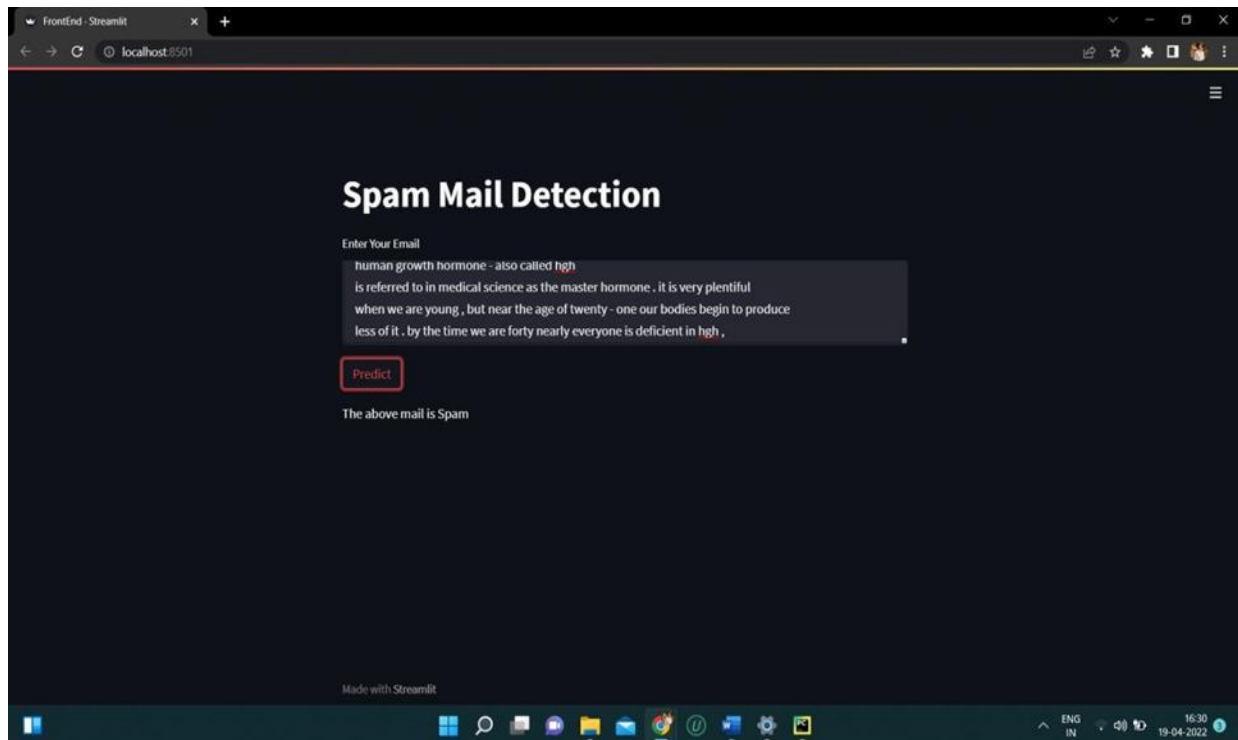 FrontEnd - Streamlit
localhost:8501
Spam Mail Detection
Enter Your Email
human growth hormone - also called hgh
is referred to in medical science as the master hormone . it is very plentiful
when we are young , but near the age of twenty - one our bodies begin to produce
less of it . by the time we are forty nearly everyone is deficient in hgh ,
Predict
The above mail is Spam
Made with Streamlit
ENG
IN
16:30
19-04-2022
3